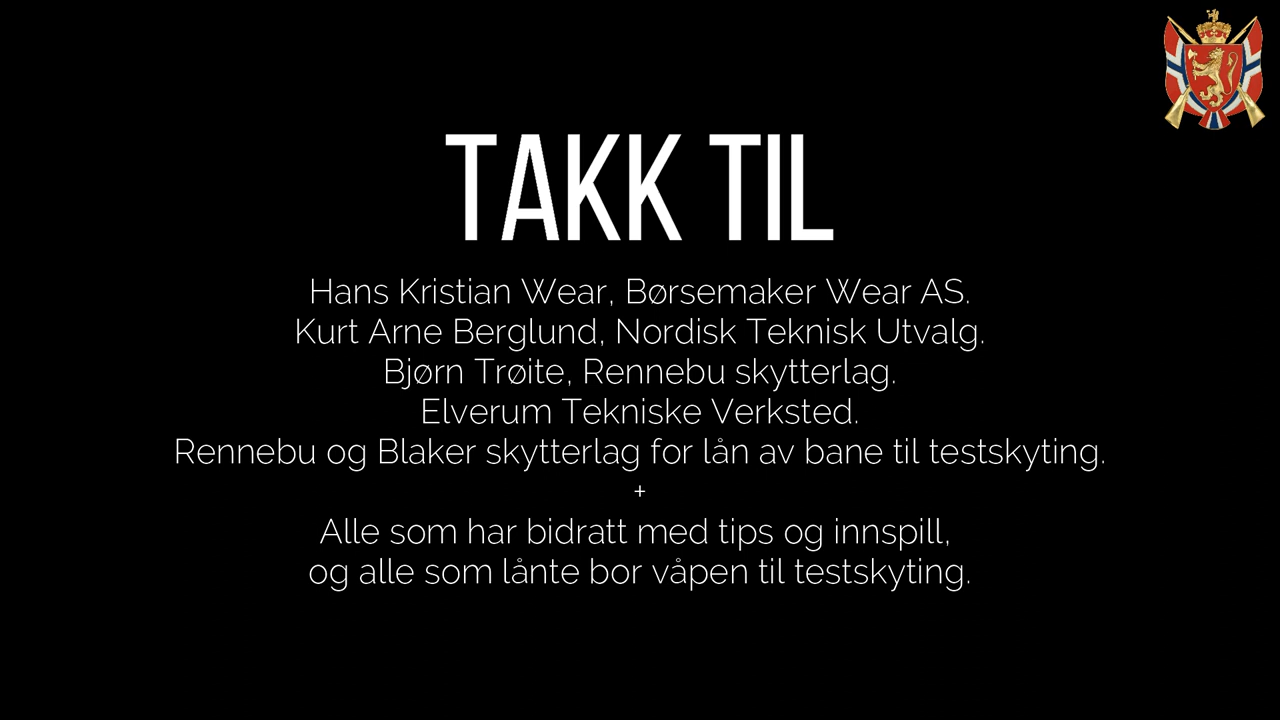 TAKK TIL
Hans Kristian Wear, Børsemaker Wear AS.
Kurt Arne Berglund, Nordisk Teknisk Utvalg.
Bjørn Trøite, Rennebu skytterlag.
Elverum Tekniske Verksted.
Rennebu og Blaker skytterlag for lån av bane til testskyting.
+
Alle som har bidratt med tips og innspill,
og alle som lånte bor våpen til testskyting.